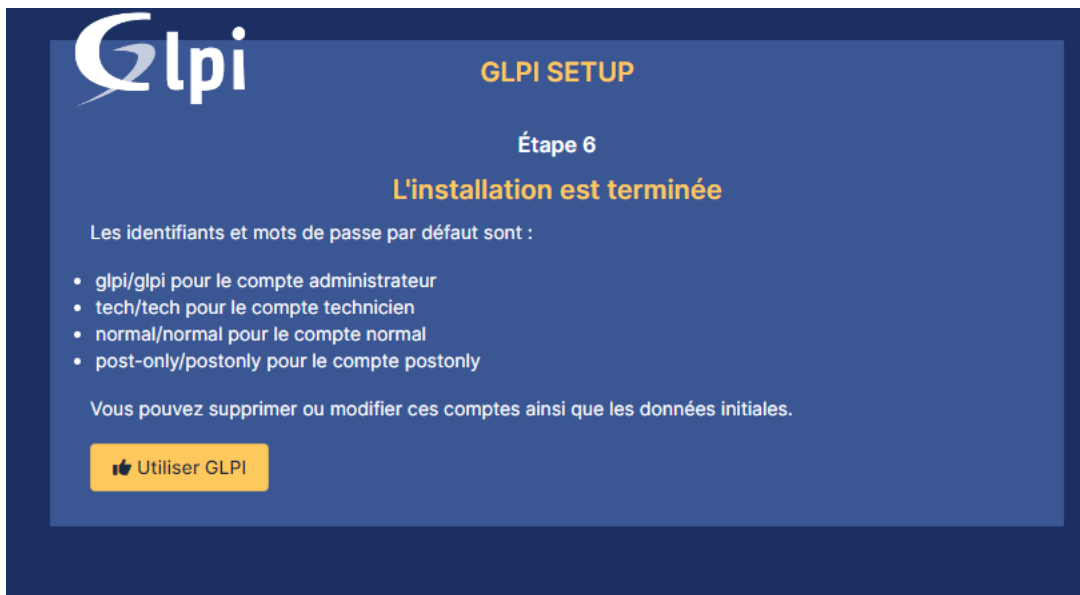 Glpi
GLPI SETUP
Étape 6
L'installation est terminée
Les identifiants et mots de passe par défaut sont :
glpi/glpi pour le compte administrateur
tech/tech pour le compte technicien
normal/normal pour le compte normal
post-only/postonly pour le compte postonly
Vous pouvez supprimer ou modifier ces comptes ainsi que les données initiales.
Utiliser GLPI